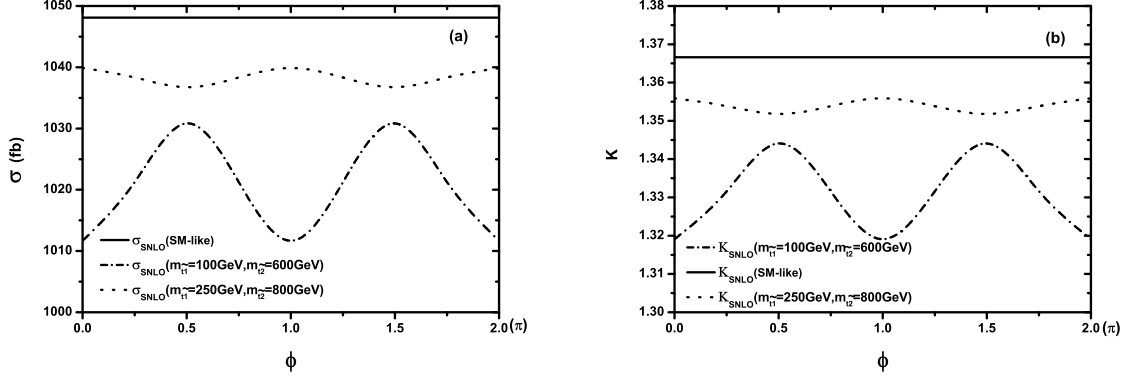 1050
1040
1030
1020
1010
1000
σ (fb)
(a)
σSNLO(SM-like)
σSNLO(mt̃1=100GeV,mt̃2=600GeV)
σSNLO(mt̃1=250GeV,mt̃2=800GeV)
0.0 0.5 1.0 1.5 2.0 (π)
ϕ
1.38
1.37
1.36
1.35
1.34
1.33
1.32
1.31
1.30
K
(b)
KSNLO(mt̃1=100GeV,mt̃2=600GeV)
KSNLO(SM-like)
KSNLO(mt̃1=250GeV,mt̃2=800GeV)
0.0 0.5 1.0 1.5 2.0 (π)
ϕ